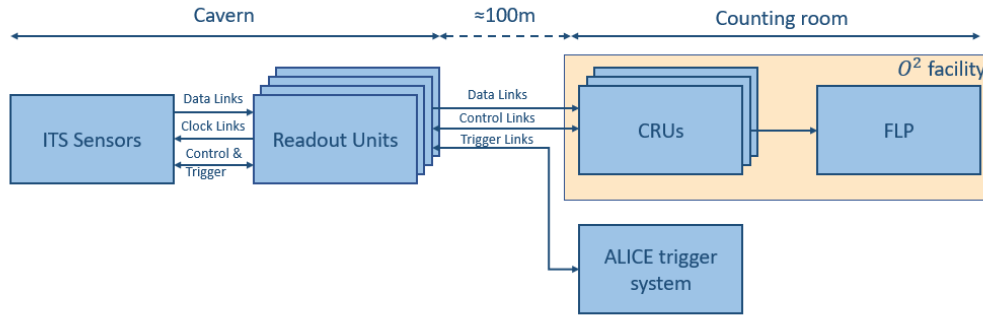 Cavern
≈100m
Counting room
O² facility
Data Links
Clock Links
Control &
Trigger
ITS Sensors
Readout Units
Data Links
Control Links
Trigger Links
CRUs
FLP
ALICE trigger
system